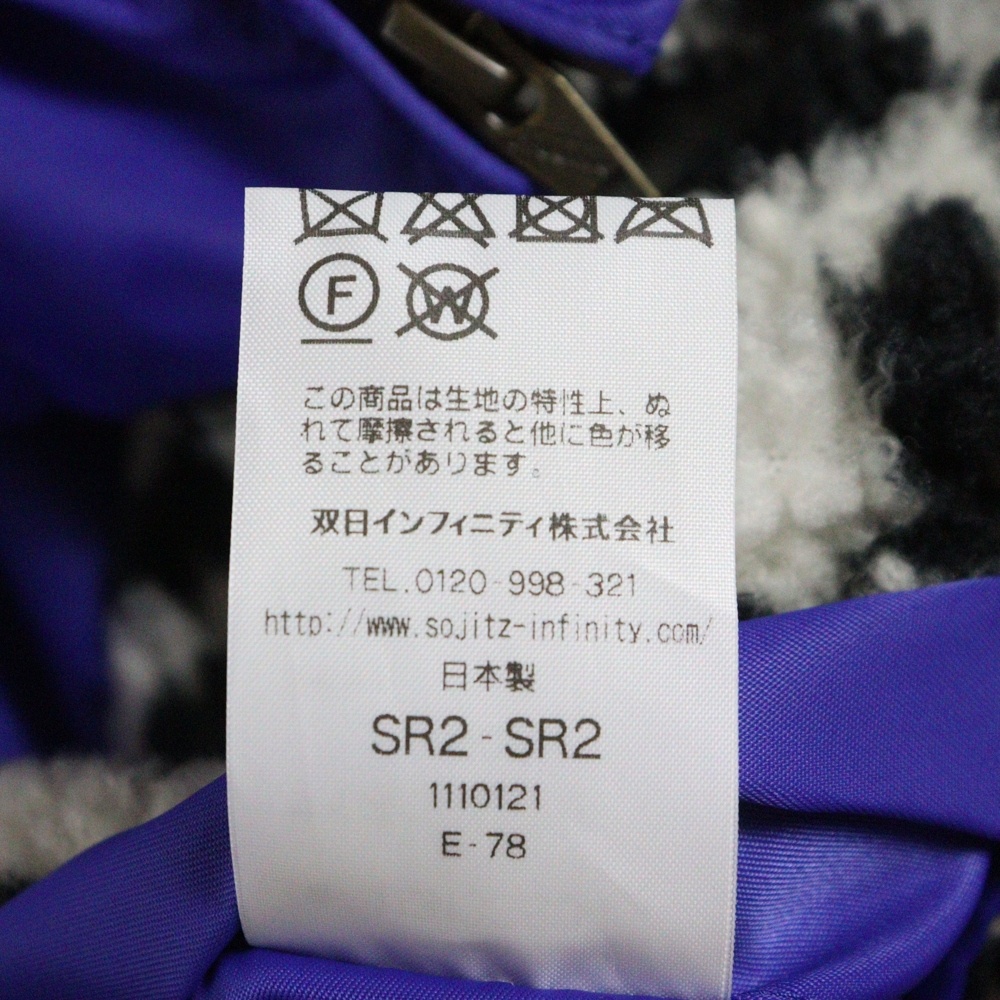 F W
この商品は生地の特性上、ぬ
れて摩擦されると他に色が移
ることがあります。
双日インフィニティ株式会社
TEL.0120-998-321
http://www.sojitz-infinity.com/
日本製
SR2-SR2
1110121
E-78